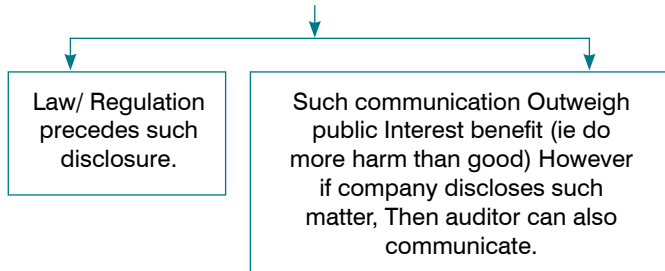 Law/ Regulation
precedes such
disclosure.
Such communication Outweigh
public Interest benefit (ie do
more harm than good) However
if company discloses such
matter, Then auditor can also
communicate.